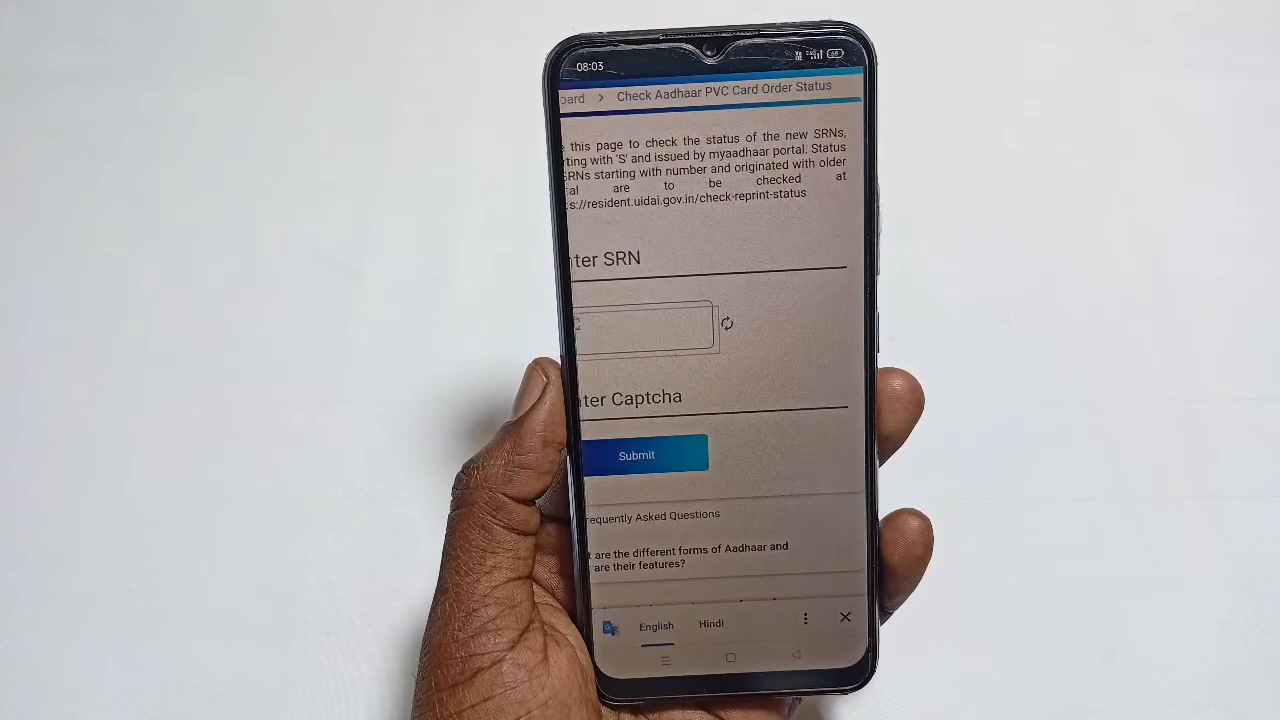 08:03
68
oard > Check Aadhaar PVC Card Order Status
e this page to check the status of the new SRNs,
rting with 'S' and issued by myaadhaar portal. Status
SRNs starting with number and originated with older
al are to be checked at
s://resident.uidai.gov.in/check-reprint-status
nter SRN
nter Captcha
Submit
requently Asked Questions
t are the different forms of Aadhaar and
are their features?
English Hindi